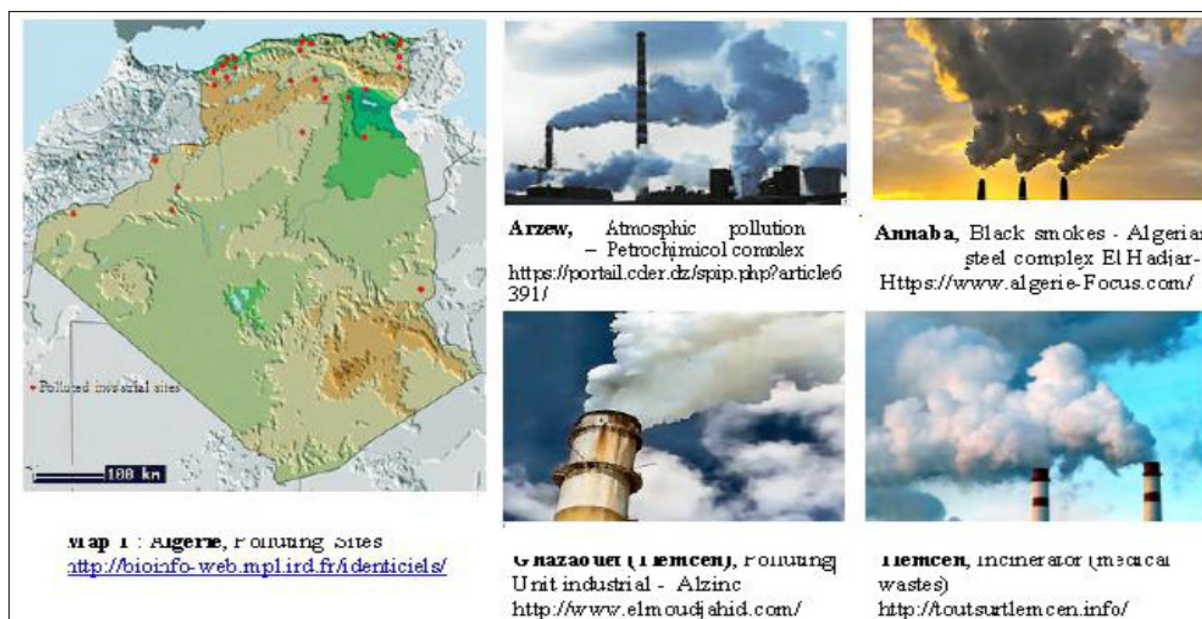 Polluted industrial sites
100 km
Map 1 : Algerie, Polluting Sites
http://bioinfo-web.mpl.ird.fr/identiciels/
Arzew, Atmosphic pollution
– Petrochimicol complex
https://portail.cder.dz/spip.php?article6
391/
Annaba, Black smokes - Algerian
steel complex El Hadjar-
Https://www.algerie-Focus.com/
Ghazaouet (Tlemcen), Polluting
Unit industrial - Alzinc
http://www.elmoudjahid.com/
Tlemcen, Incinerator (medical
wastes)
http://toutsurtlemcen.info/